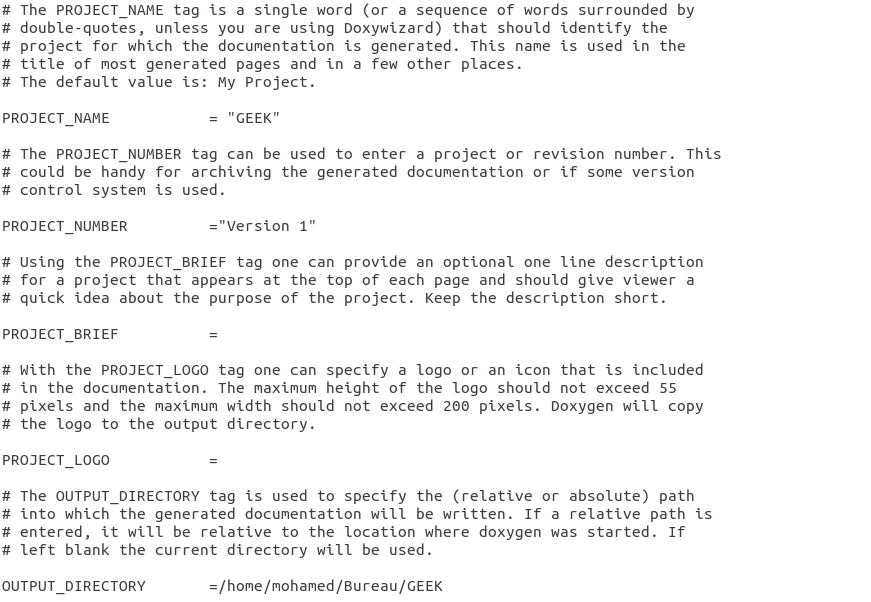 # The PROJECT_NAME tag is a single word (or a sequence of words surrounded by
# double-quotes, unless you are using Doxywizard) that should identify the
# project for which the documentation is generated. This name is used in the
# title of most generated pages and in a few other places.
# The default value is: My Project.
PROJECT_NAME           = "GEEK"
# The PROJECT_NUMBER tag can be used to enter a project or revision number. This
# could be handy for archiving the generated documentation or if some version
# control system is used.
PROJECT_NUMBER         ="Version 1"
# Using the PROJECT_BRIEF tag one can provide an optional one line description
# for a project that appears at the top of each page and should give viewer a
# quick idea about the purpose of the project. Keep the description short.
PROJECT_BRIEF          =
# With the PROJECT_LOGO tag one can specify a logo or an icon that is included
# in the documentation. The maximum height of the logo should not exceed 55
# pixels and the maximum width should not exceed 200 pixels. Doxygen will copy
# the logo to the output directory.
PROJECT_LOGO           =
# The OUTPUT_DIRECTORY tag is used to specify the (relative or absolute) path
# into which the generated documentation will be written. If a relative path is
# entered, it will be relative to the location where doxygen was started. If
# left blank the current directory will be used.
OUTPUT_DIRECTORY       =/home/mohamed/Bureau/GEEK